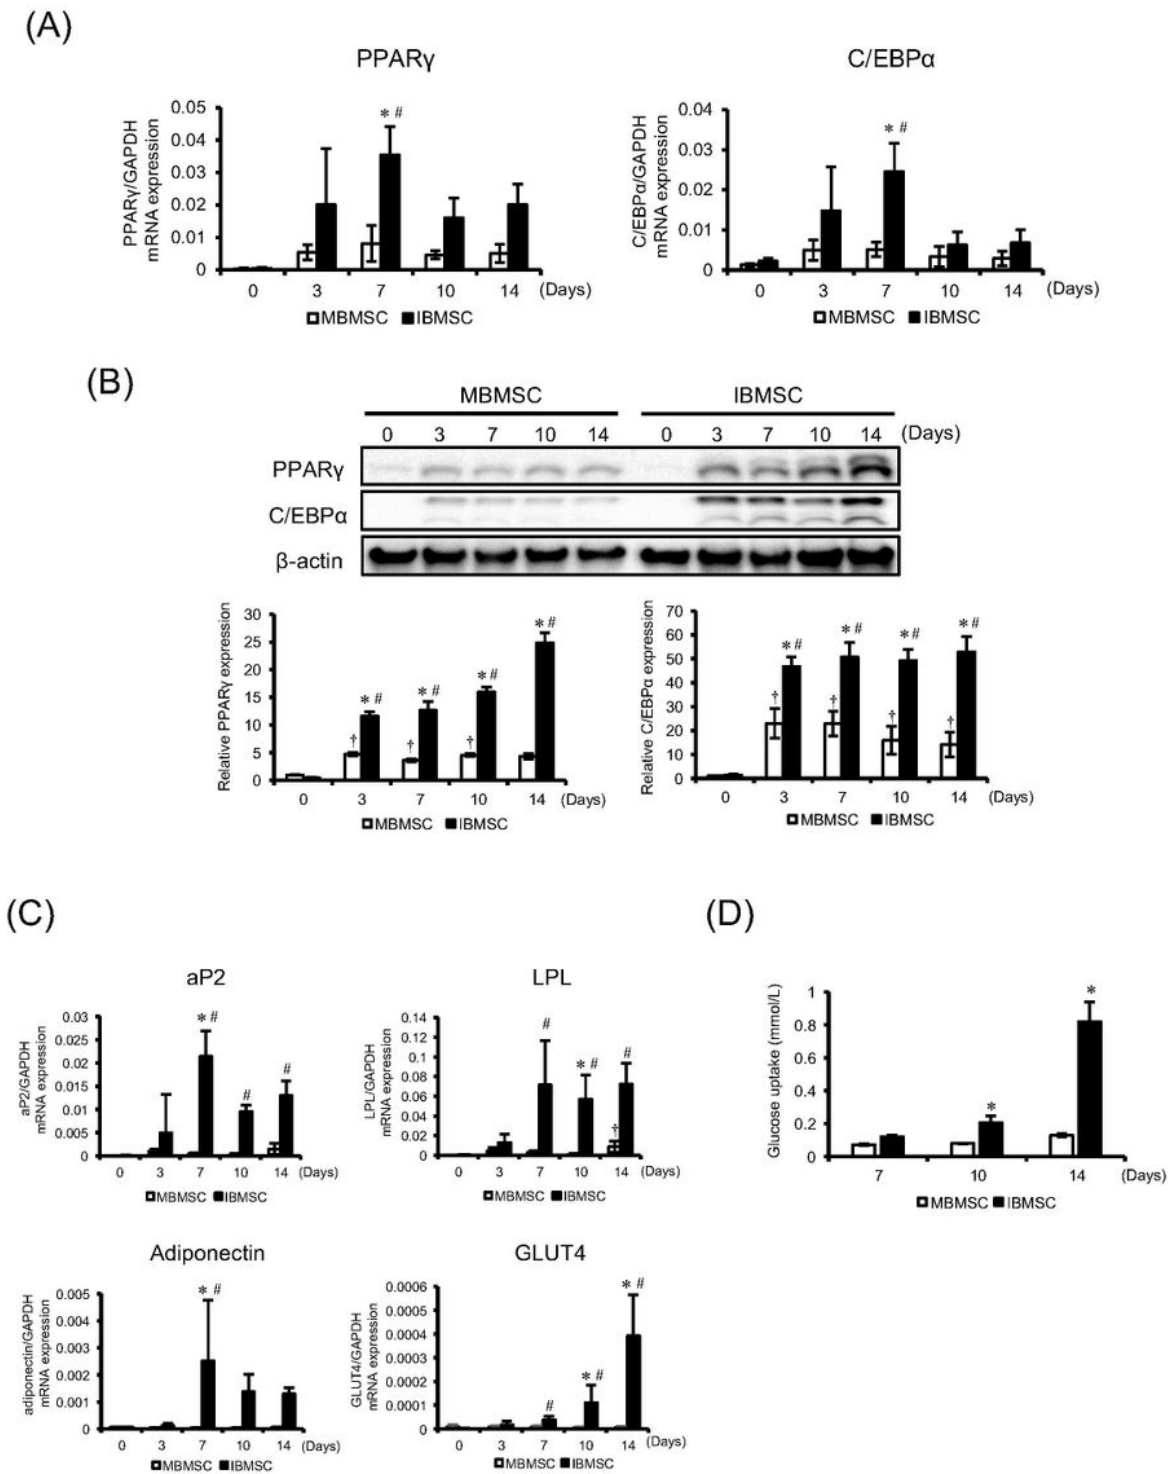 (A)
PPARγ
PPARγ/GAPDH
mRNA expression
0.05
0.04
0.03
0.02
0.01
0
* #
0 3 7 10 14 (Days)
MBMSC IBMSC
C/EBPα
C/EBPα/GAPDH
mRNA expression
0.04
0.03
0.02
0.01
0
* #
0 3 7 10 14 (Days)
MBMSC IBMSC
(B)
MBMSC IBMSC
0 3 7 10 14 0 3 7 10 14 (Days)
PPARγ
C/EBPα
β-actin
Relative PPARγ expression
30
25
20
15
10
5
0
† * # † * # † * # * #
0 3 7 10 14 (Days)
MBMSC IBMSC
Relative C/EBPα expression
70
60
50
40
30
20
10
0
† * # † * # † * # † * #
0 3 7 10 14 (Days)
MBMSC IBMSC
(C)
aP2
aP2/GAPDH
mRNA expression
0.03
0.025
0.02
0.015
0.01
0.005
0
* # # #
0 3 7 10 14 (Days)
MBMSC IBMSC
LPL
LPL/GAPDH
mRNA expression
0.14
0.12
0.1
0.08
0.06
0.04
0.02
0
# * # † #
0 3 7 10 14 (Days)
MBMSC IBMSC
Adiponectin
adiponectin/GAPDH
mRNA expression
0.005
0.004
0.003
0.002
0.001
0
* #
0 3 7 10 14 (Days)
MBMSC IBMSC
GLUT4
GLUT4/GAPDH
mRNA expression
0.0006
0.0005
0.0004
0.0003
0.0002
0.0001
0
# * # * #
0 3 7 10 14 (Days)
MBMSC IBMSC
(D)
Glucose uptake (mmol/L)
1
0.8
0.6
0.4
0.2
0
* *
7 10 14 (Days)
MBMSC IBMSC